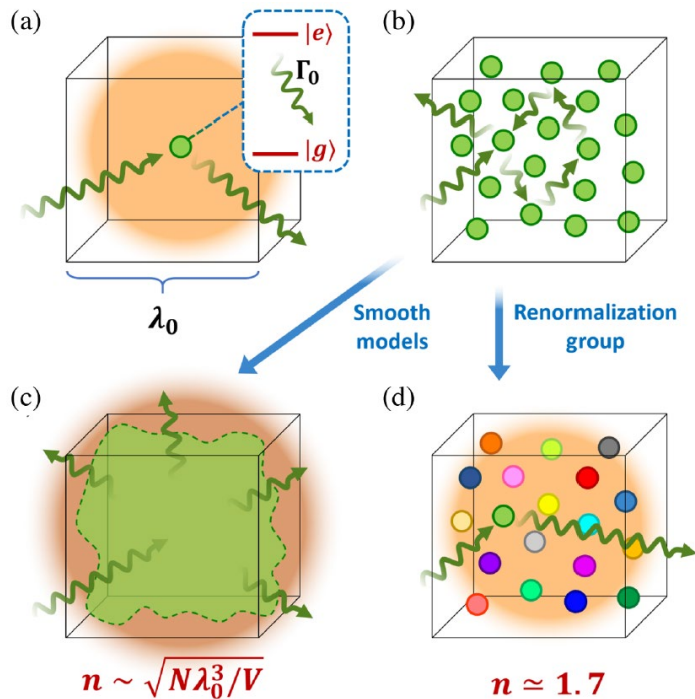 (a)
|e⟩
Γ₀
|g⟩
λ₀
(b)
Smooth
models
Renormalization
group
(c)
n ~ √(Nλ₀³/V)
(d)
n ≃ 1.7